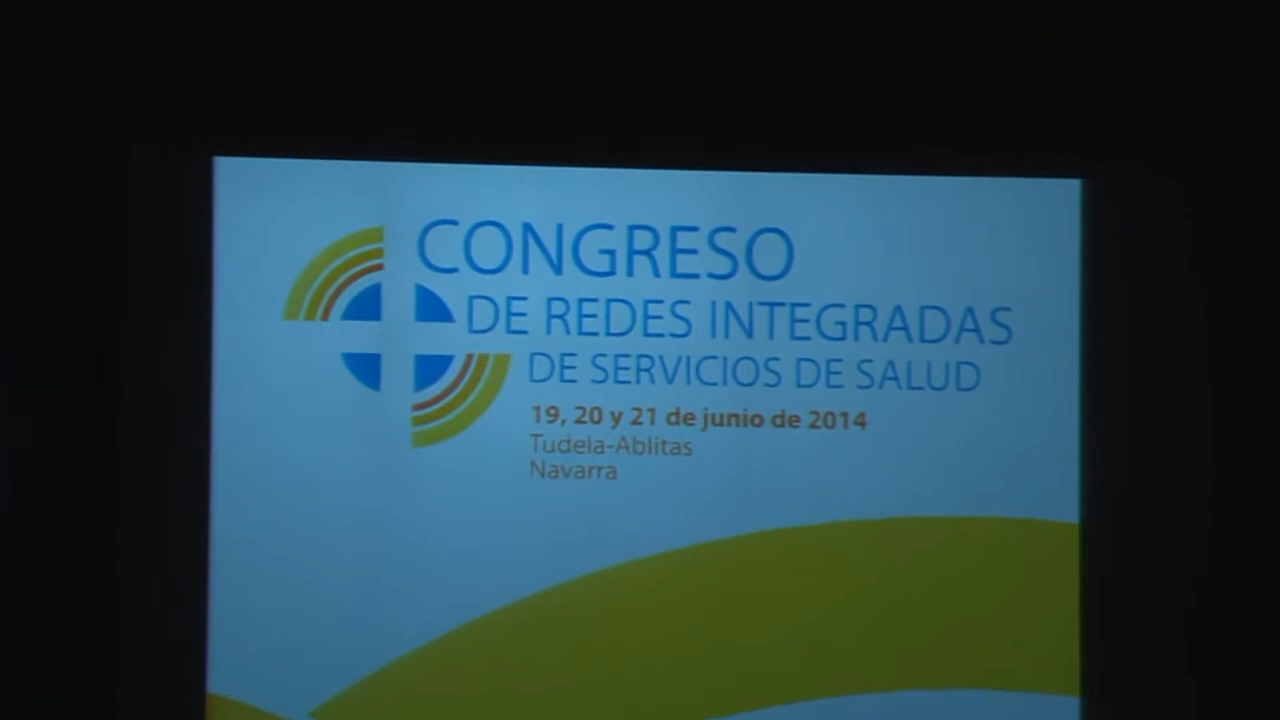 CONGRESO
DE REDES INTEGRADAS
DE SERVICIOS DE SALUD
19, 20 y 21 de junio de 2014
Tudela-Ablitas
Navarra